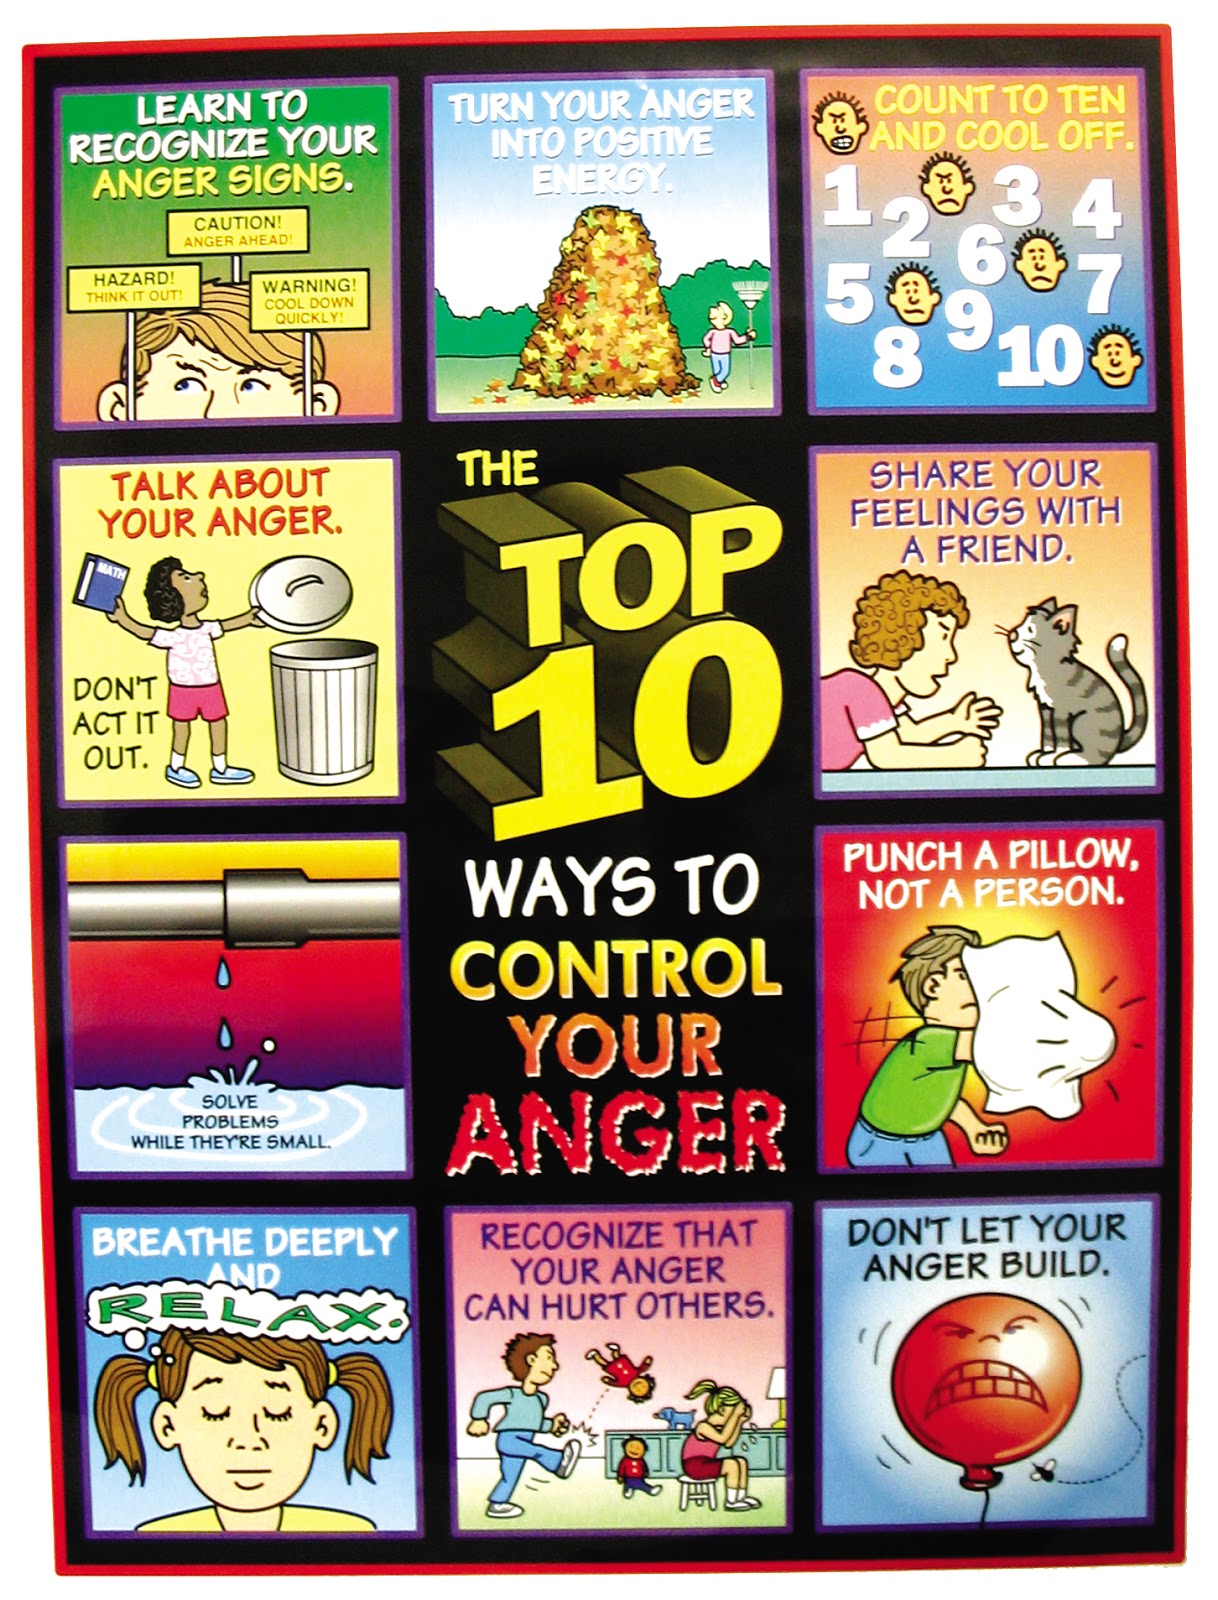 LEARN TO
RECOGNIZE YOUR
ANGER SIGNS.
CAUTION!
ANGER AHEAD!
HAZARD!
THINK IT OUT!
WARNING!
COOL DOWN
QUICKLY!
TURN YOUR ANGER
INTO POSITIVE
ENERGY.
COUNT TO TEN
AND COOL OFF.
1 2 3 4
5 6 7
8 9 10
TALK ABOUT
YOUR ANGER.
MATH
DON'T
ACT IT
OUT.
THE
TOP
10
WAYS TO
CONTROL
YOUR
ANGER
SHARE YOUR
FEELINGS WITH
A FRIEND.
SOLVE
PROBLEMS
WHILE THEY'RE SMALL.
PUNCH A PILLOW,
NOT A PERSON.
BREATHE DEEPLY
AND
RELAX.
RECOGNIZE THAT
YOUR ANGER
CAN HURT OTHERS.
DON'T LET YOUR
ANGER BUILD.